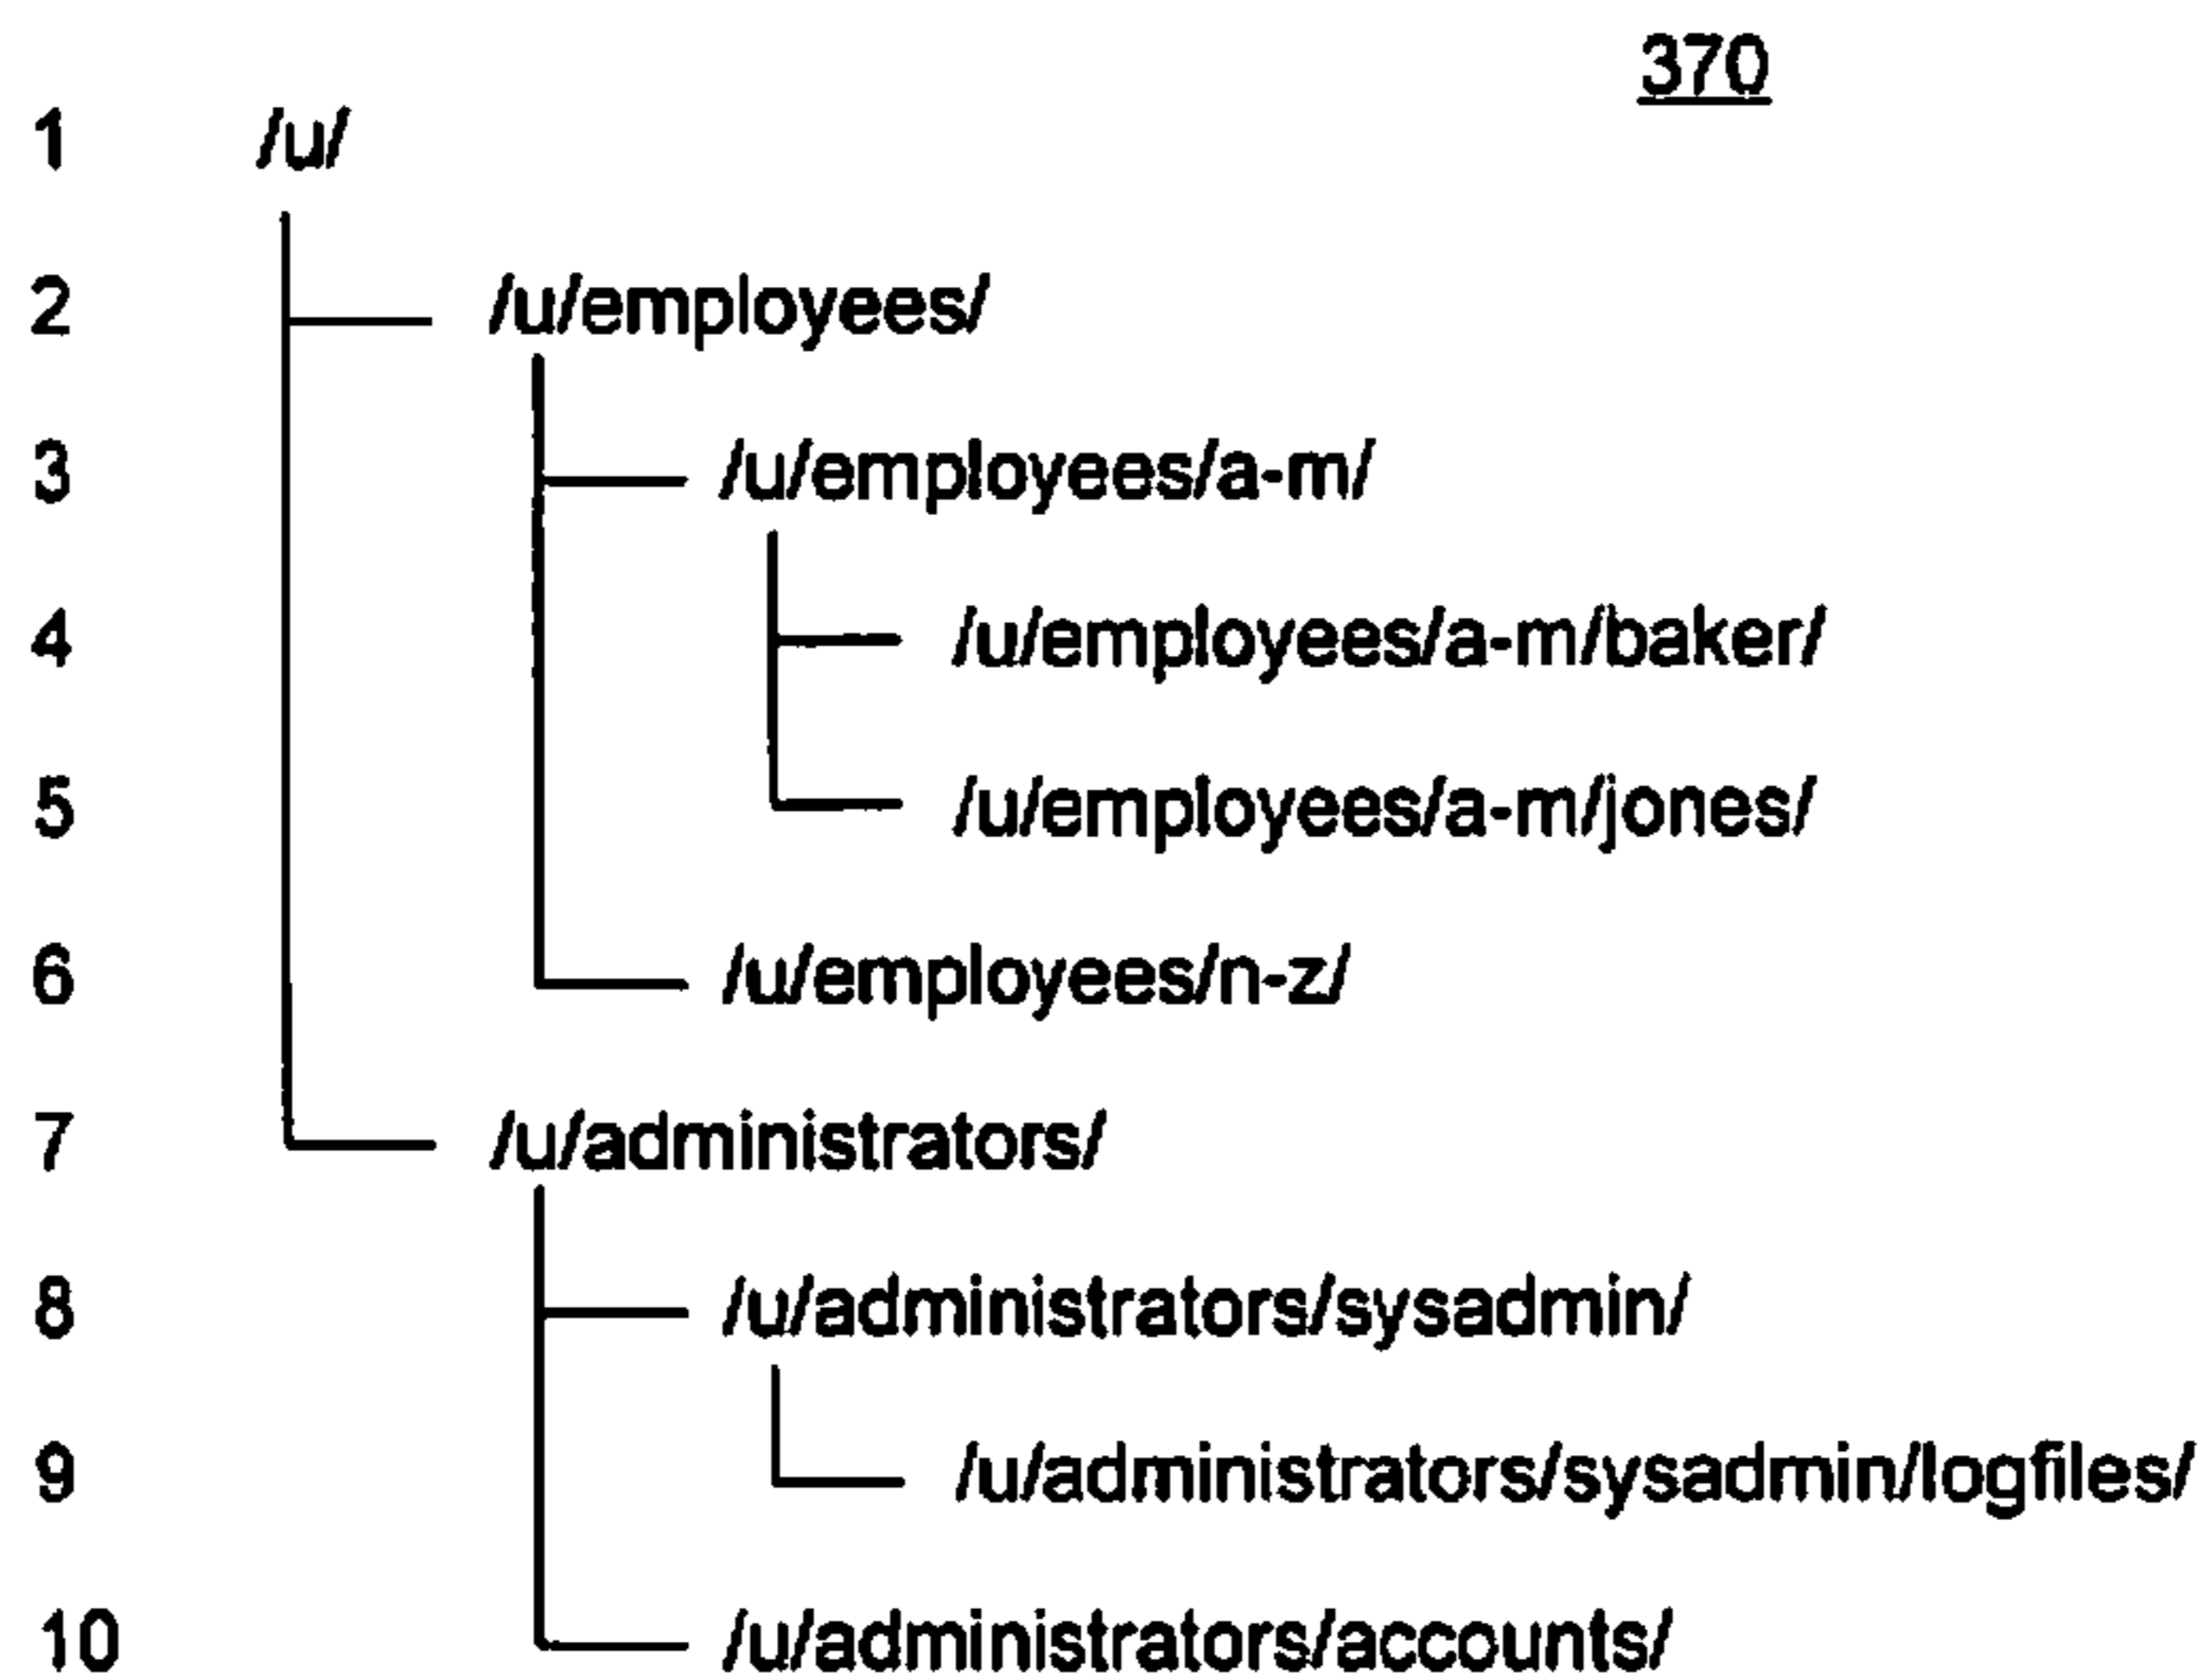 370
1 /u/
2 /u/employees/
3 /u/employees/a-m/
4 /u/employees/a-m/baker/
5 /u/employees/a-m/jones/
6 /u/employees/n-z/
7 /u/administrators/
8 /u/administrators/sysadmin/
9 /u/administrators/sysadmin/logfiles/
10 /u/administrators/accounts/